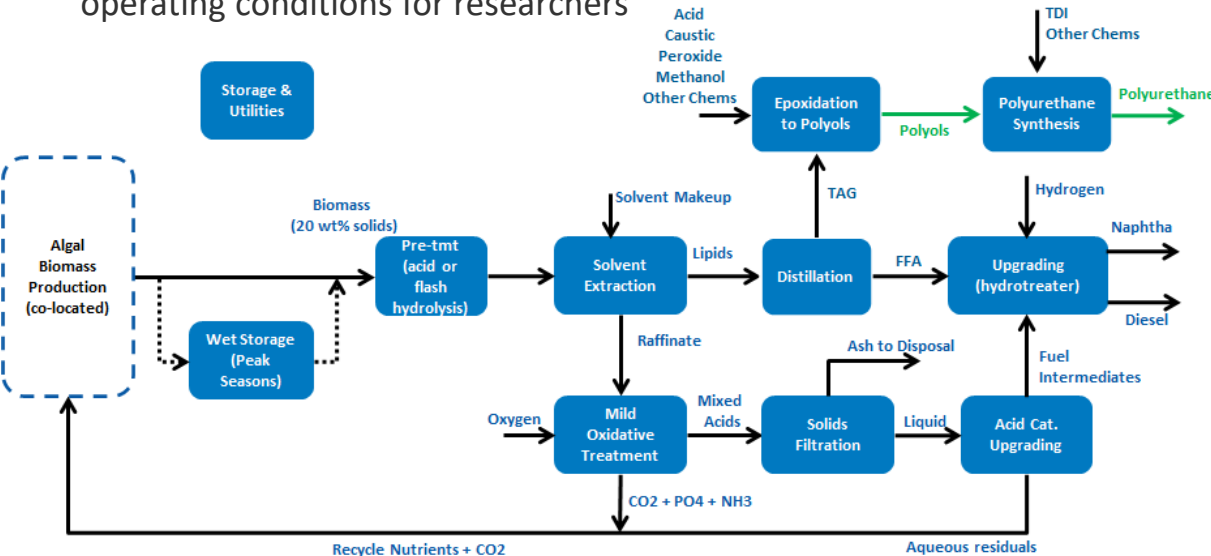 operating conditions for researchers
Acid
Caustic
Peroxide
Methanol
Other Chems
TDI
Other Chems
Storage &
Utilities
Epoxidation
to Polyols
Polyols
Polyurethane
Synthesis
Polyurethane
Algal
Biomass
Production
(co-located)
Biomass
(20 wt% solids)
Pre-tmt
(acid or
flash
hydrolysis)
Solvent Makeup
Solvent
Extraction
Lipids
TAG
Distillation
FFA
Hydrogen
Upgrading
(hydrotreater)
Naphtha
Diesel
Wet Storage
(Peak
Seasons)
Raffinate
Ash to Disposal
Fuel
Intermediates
Oxygen
Mild
Oxidative
Treatment
Mixed
Acids
Solids
Filtration
Liquid
Acid Cat.
Upgrading
CO2 + PO4 + NH3
Recycle Nutrients + CO2
Aqueous residuals